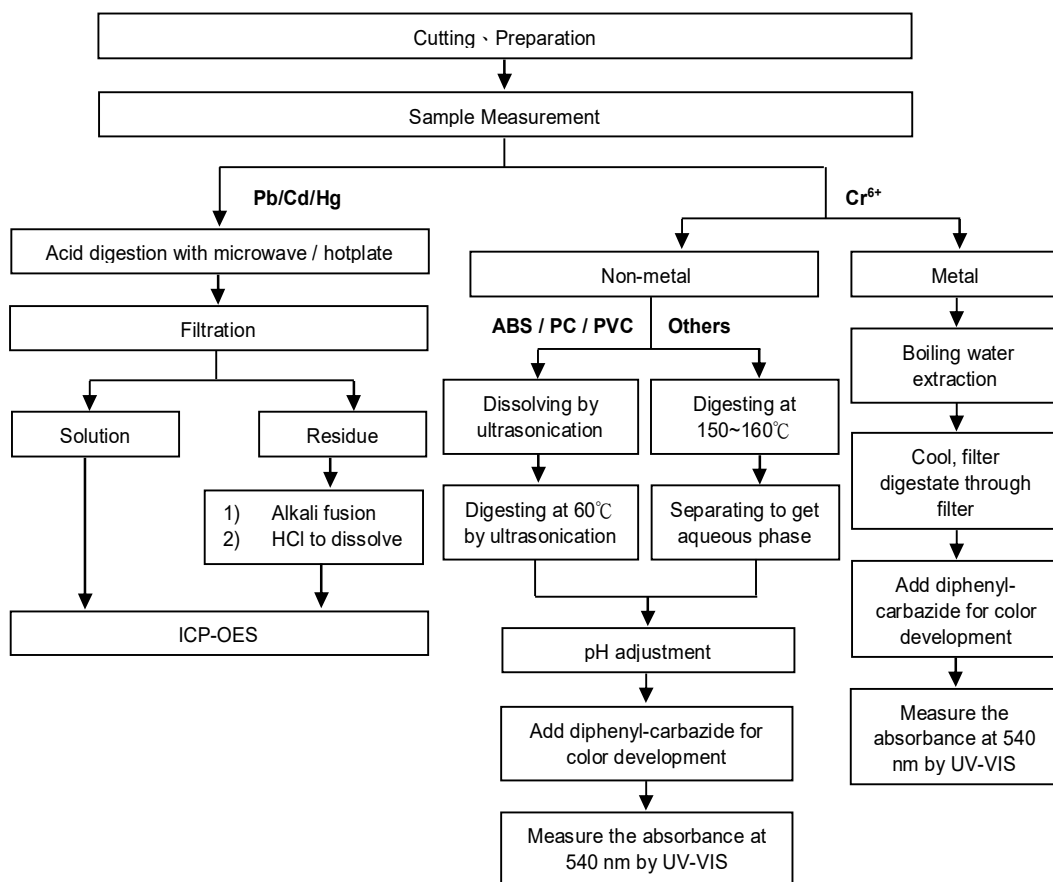 Cutting、Preparation
Sample Measurement
Pb/Cd/Hg
Cr⁶⁺
Acid digestion with microwave / hotplate
Filtration
Solution
Residue
1) Alkali fusion
2) HCl to dissolve
ICP-OES
Non-metal
ABS / PC / PVC
Others
Dissolving by
ultrasonication
Digesting at 60℃
by ultrasonication
Digesting at
150~160℃
Separating to get
aqueous phase
pH adjustment
Add diphenyl-carbazide for
color development
Measure the absorbance at
540 nm by UV-VIS
Metal
Boiling water
extraction
Cool, filter
digestate through
filter
Add diphenyl-
carbazide for color
development
Measure the
absorbance at 540
nm by UV-VIS